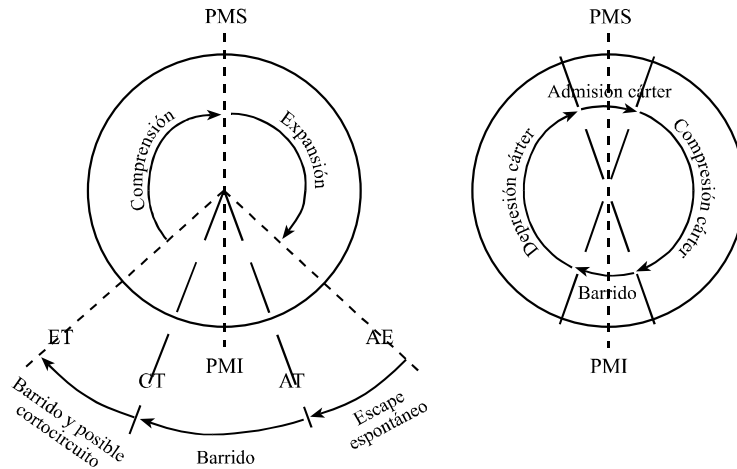 PMS
Comprensión
Expansión
ET
CT
PMI
AT
AE
Barrido y posible
cortocircuito
Barrido
Escape
espontáneo
PMS
Admisión cárter
Depresión cárter
Compresión cárter
Barrido
PMI